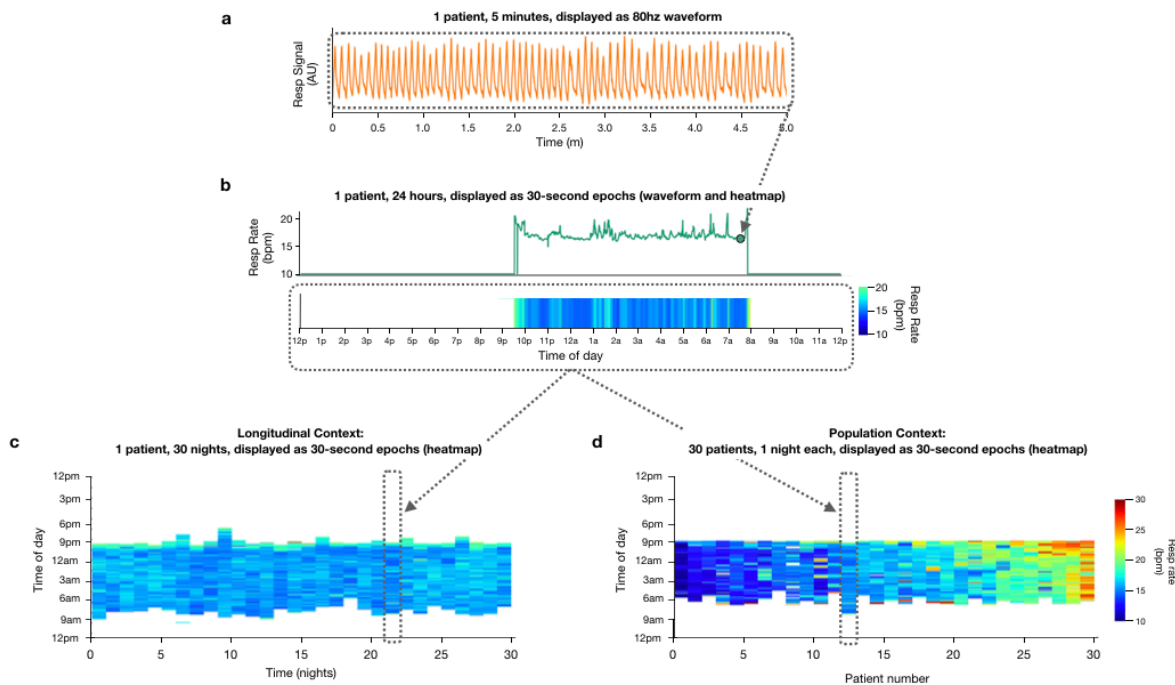 a
1 patient, 5 minutes, displayed as 80hz waveform
Resp Signal
(AU)
0 0.5 1.0 1.5 2.0 2.5 3.0 3.5 4.0 4.5 5.0
Time (m)
b
1 patient, 24 hours, displayed as 30-second epochs (waveform and heatmap)
Resp Rate
(bpm)
20
15
10
12p 1p 2p 3p 4p 5p 6p 7p 8p 9p 10p 11p 12a 1a 2a 3a 4a 5a 6a 7a 8a 9a 10a 11a 12p
Time of day
20
15
10
Resp Rate
(bpm)
c
Longitudinal Context:
1 patient, 30 nights, displayed as 30-second epochs (heatmap)
Time of day
12pm
3pm
6pm
9pm
12am
3am
6am
9am
12pm
0 5 10 15 20 25 30
Time (nights)
d
Population Context:
30 patients, 1 night each, displayed as 30-second epochs (heatmap)
Time of day
12pm
3pm
6pm
9pm
12am
3am
6am
9am
12pm
0 5 10 15 20 25 30
Patient number
30
25
20
15
10
Resp rate
(bpm)